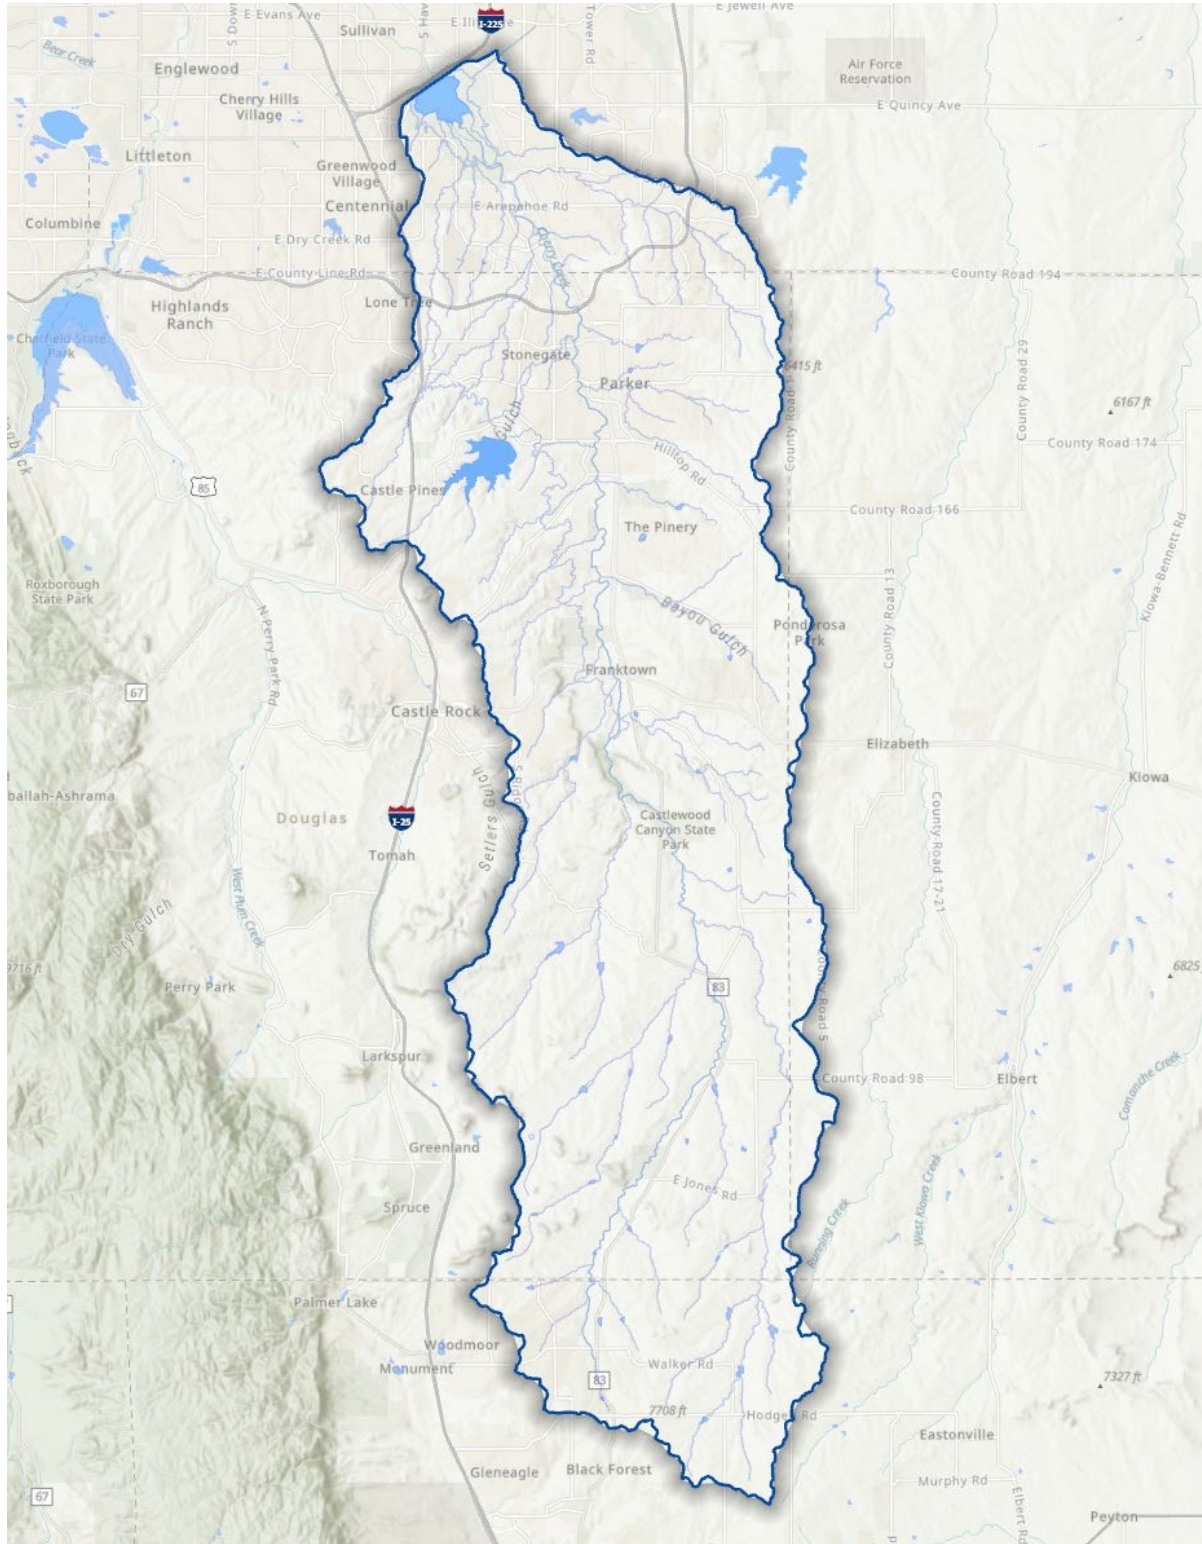 E Evans Ave
S Hav
I-225
E Jewell Ave
Sullivan
Tower Rd
Bear Creek
Englewood
Air Force
Reservation
Cherry Hills
Village
E Quincy Ave
Littleton
Greenwood
Village
Centennial
E Arapahoe Rd
Columbine
E Dry Creek Rd
Cherry Creek
E County Line Rd
County Road 194
Lone Tree
Highlands
Ranch
Chatfield State
Park
Stonegate
6415 ft
County Road 29
Parker
6167 ft
Gulch
County Road 174
Hilltop Rd
85
Castle Pines
County Road 166
The Pinery
Kiowa-Bennett Rd
Roxborough
State Park
County Road 13
N Perry Park Rd
Bayou Gulch
Ponderosa
Park
Franktown
67
Castle Rock
Elizabeth
Kiowa
ballah-Ashrama
Setlers Gulch
Douglas
I-25
Castlewood
Canyon State
Park
Tomah
County Road 17-21
West Plum Creek
Dry Gulch
9716 ft
6825
Perry Park
83
Larkspur
County Road 98
Elbert
Comanche Creek
Greenland
E Jones Rd
West Kiowa Creek
Spruce
Running Creek
Palmer Lake
Woodmoor
Monument
Walker Rd
7327 ft
83
7708 ft
Hodgen Rd
Eastonville
Gleneagle
Black Forest
Murphy Rd
67
Elbert Rd
Peyton